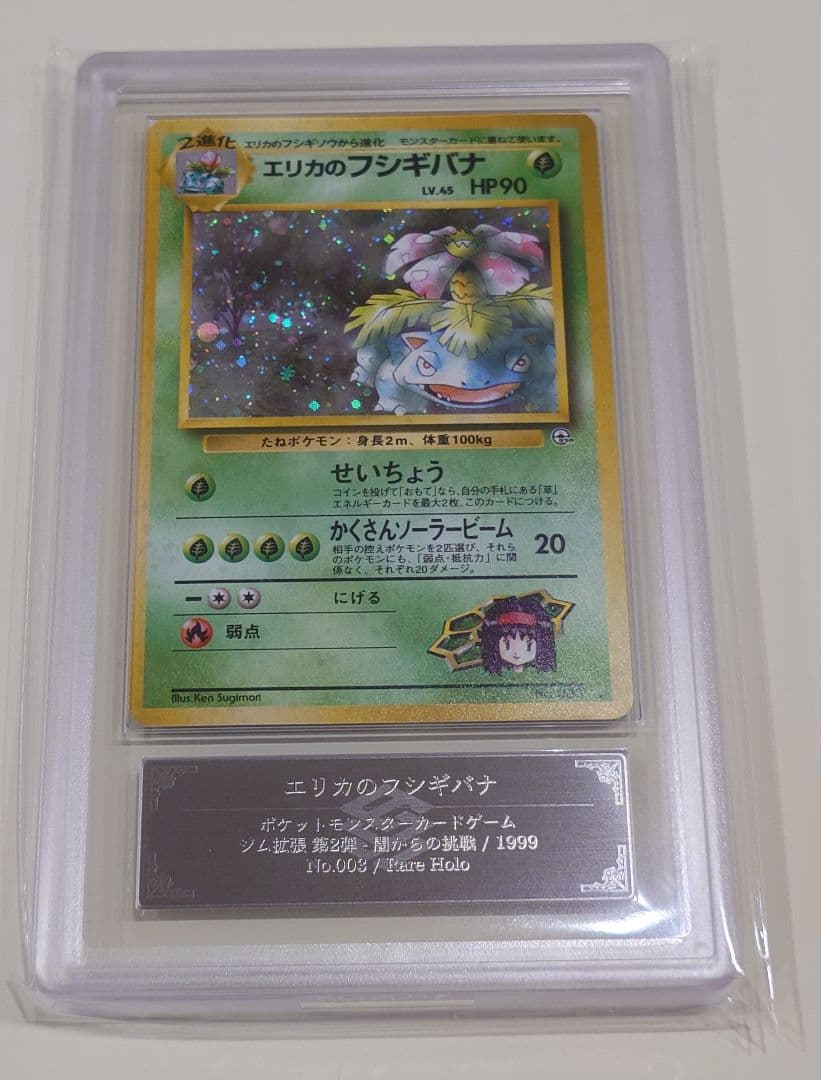 2進化 エリカのフシギソウから進化 モンスターカードに重ねて使います。
エリカのフシギバナ
LV.45 HP90
たねポケモン:身長2m、体重100kg
せいちょう
コインを投げて「おもて」なら、自分の手札にある「草」
エネルギーカードを最大2枚、このカードにつける。
かくさんソーラービーム 20
相手の控えポケモンを2匹選び、それら
のポケモンにも、「弱点・抵抗力」に関
係なく、それぞれ20ダメージ。
にげる
弱点
Illus.Ken Sugimori
エリカのフシギバナ
ポケットモンスターカードゲーム
ジム拡張 第2弾 - 闇からの挑戦 / 1999
No.003 / Rare Holo